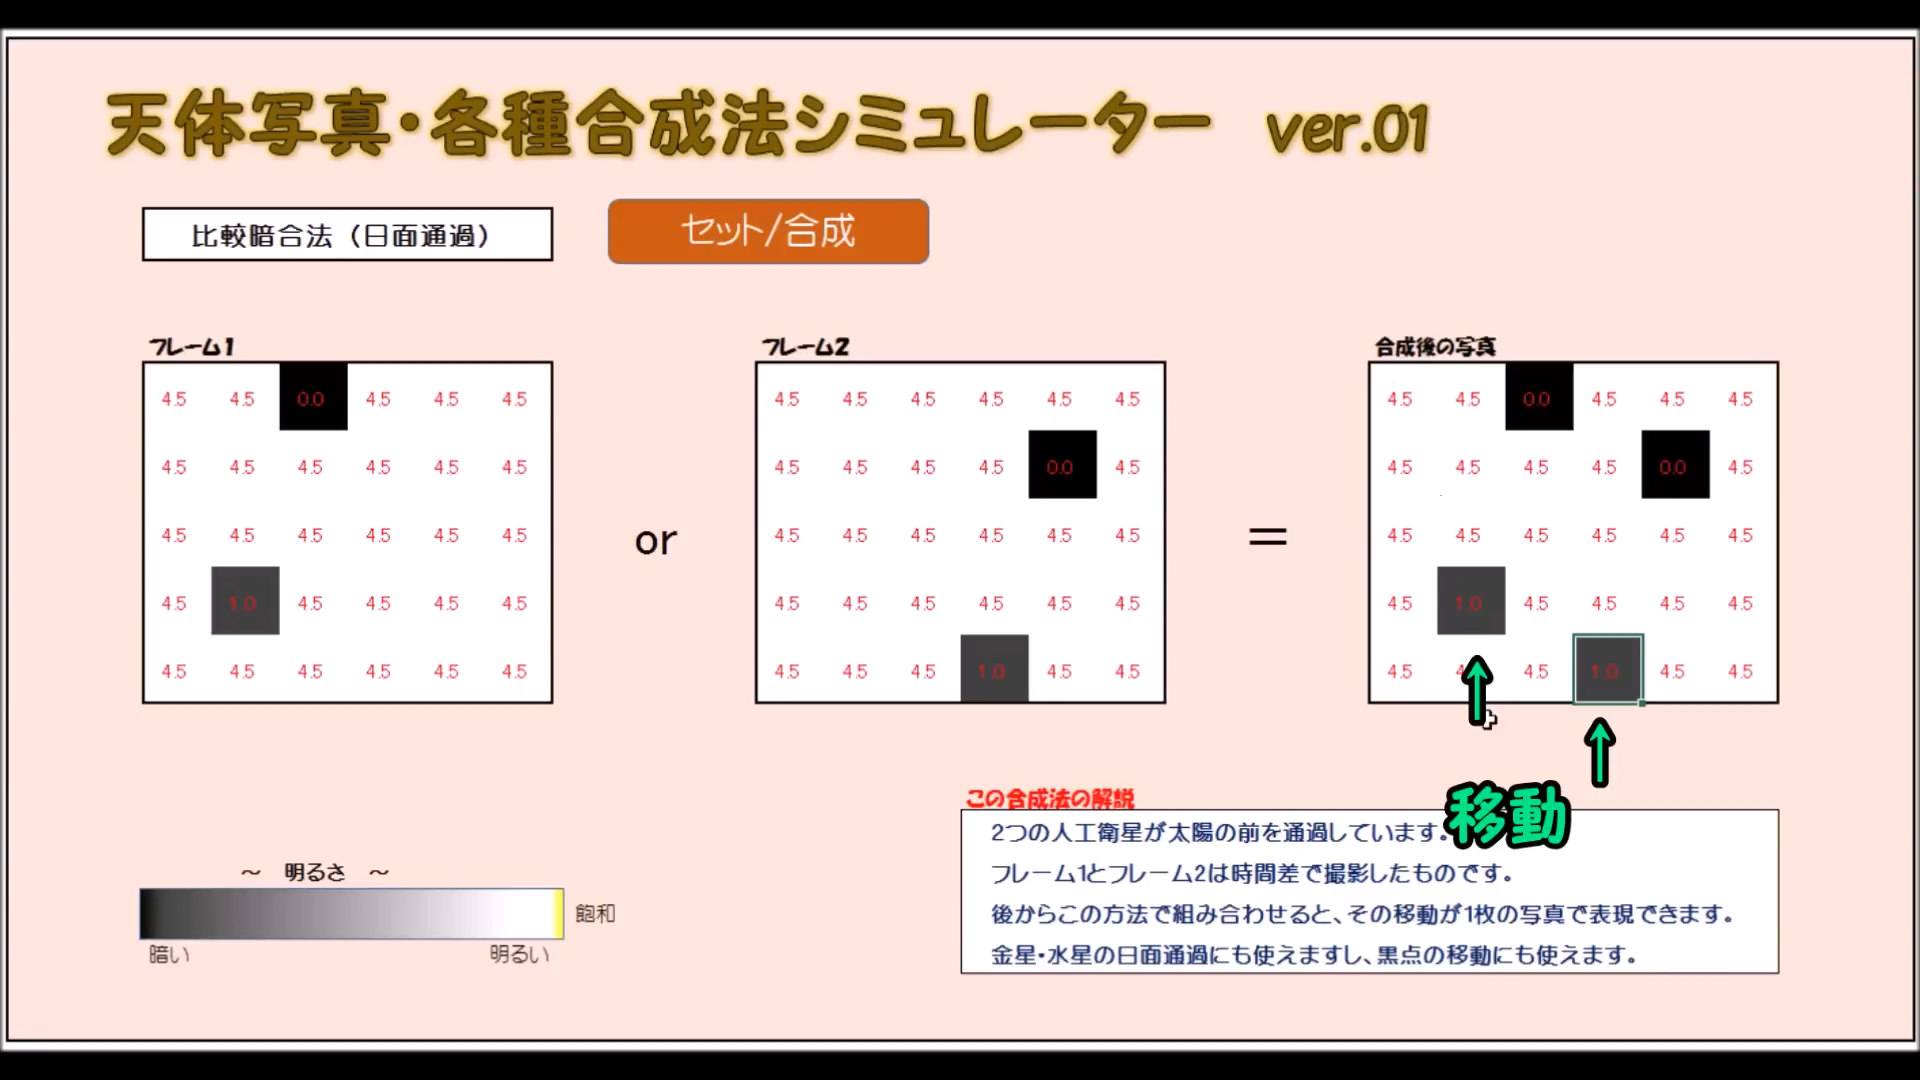 天体写真・各種合成法シミュレーター ver.01
比較暗合法（日面通過）
セット/合成
フレーム1
4.5 4.5 0.0 4.5 4.5 4.5
4.5 4.5 4.5 4.5 4.5 4.5
4.5 4.5 4.5 4.5 4.5 4.5
4.5 1.0 4.5 4.5 4.5 4.5
4.5 4.5 4.5 4.5 4.5 4.5
or
フレーム2
4.5 4.5 4.5 4.5 4.5 4.5
4.5 4.5 4.5 4.5 0.0 4.5
4.5 4.5 4.5 4.5 4.5 4.5
4.5 4.5 4.5 4.5 4.5 4.5
4.5 4.5 4.5 1.0 4.5 4.5
=
合成後の写真
4.5 4.5 0.0 4.5 4.5 4.5
4.5 4.5 4.5 4.5 0.0 4.5
4.5 4.5 4.5 4.5 4.5 4.5
4.5 1.0 4.5 4.5 4.5 4.5
4.5 4.5 1.0 4.5 4.5
移動
～ 明るさ ～
飽和
暗い 明るい
この合成法の解説
2つの人工衛星が太陽の前を通過しています。
フレーム1とフレーム2は時間差で撮影したものです。
後からこの方法で組み合わせると、その移動が1枚の写真で表現できます。
金星・水星の日面通過にも使えますし、黒点の移動にも使えます。